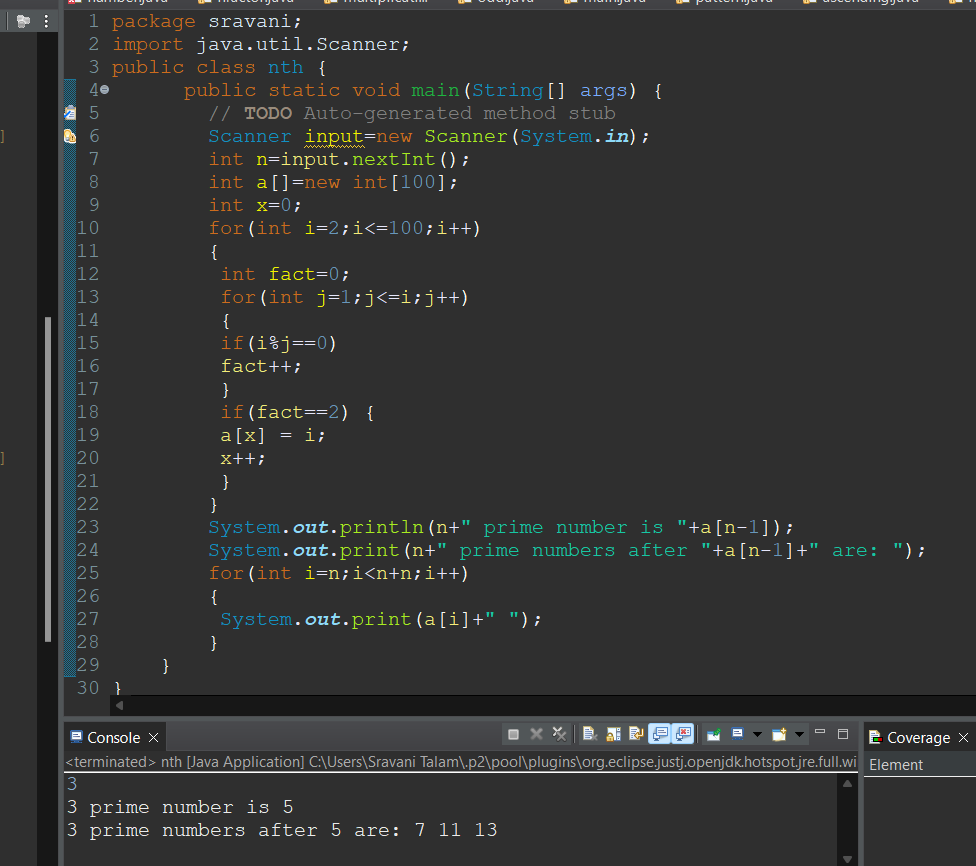 1 package sravani;
2 import java.util.Scanner;
3 public class nth {
4 public static void main(String[] args) {
5 // TODO Auto-generated method stub
6 Scanner input=new Scanner(System.in);
7 int n=input.nextInt();
8 int a[]=new int[100];
9 int x=0;
10 for(int i=2;i<=100;i++)
11 {
12 int fact=0;
13 for(int j=1;j<=i;j++)
14 {
15 if(i%j==0)
16 fact++;
17 }
18 if(fact==2) {
19 a[x] = i;
20 x++;
21 }
22 }
23 System.out.println(n+" prime number is "+a[n-1]);
24 System.out.print(n+" prime numbers after "+a[n-1]+" are: ");
25 for(int i=n;i<n+n;i++)
26 {
27 System.out.print(a[i]+" ");
28 }
29 }
30 }
]
]
Console
Coverage
<terminated> nth [Java Application] C:\Users\Sravani Talam\.p2\pool\plugins\org.eclipse.justj.openjdk.hotspot.jre.full.wi
Element
3
3 prime number is 5
3 prime numbers after 5 are: 7 11 13